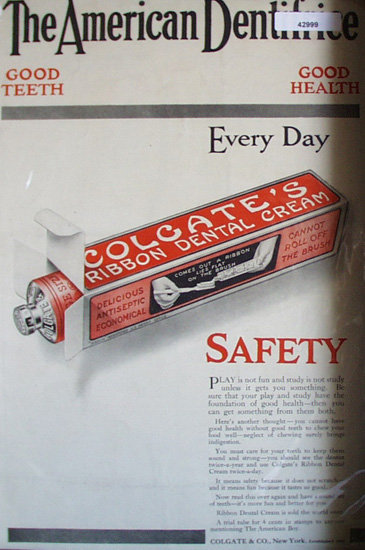 The American Dentifrice
42999
GOOD
TEETH
GOOD
HEALTH
Every Day
COLGATE'S
RIBBON DENTAL CREAM
COMES OUT A RIBBON
LIES FLAT
ON THE BRUSH
DELICIOUS
ANTISEPTIC
ECONOMICAL
CANNOT
ROLL OFF
THE BRUSH
SAFETY
PLAY is not fun and study is not study
unless it gets you something. Be
sure that your play and study have the
foundation of good health—then you
can get something from them both.
Here's another thought—you cannot have
good health without good teeth to chew your
food well—neglect of chewing surely brings
indigestion.
You must care for your teeth to keep them
sound and strong—you should see the dentist
twice-a-year and use Colgate's Ribbon Dental
Cream twice-a-day.
It means safety because it does not scratch
and it means fun because it tastes so good.
Now read this over again and have a
of teeth—it's more fun and better for you
Ribbon Dental Cream is sold the world
A trial tube for 4 cents in stamps to
mentioning The American Boy.
COLGATE & CO., New York.